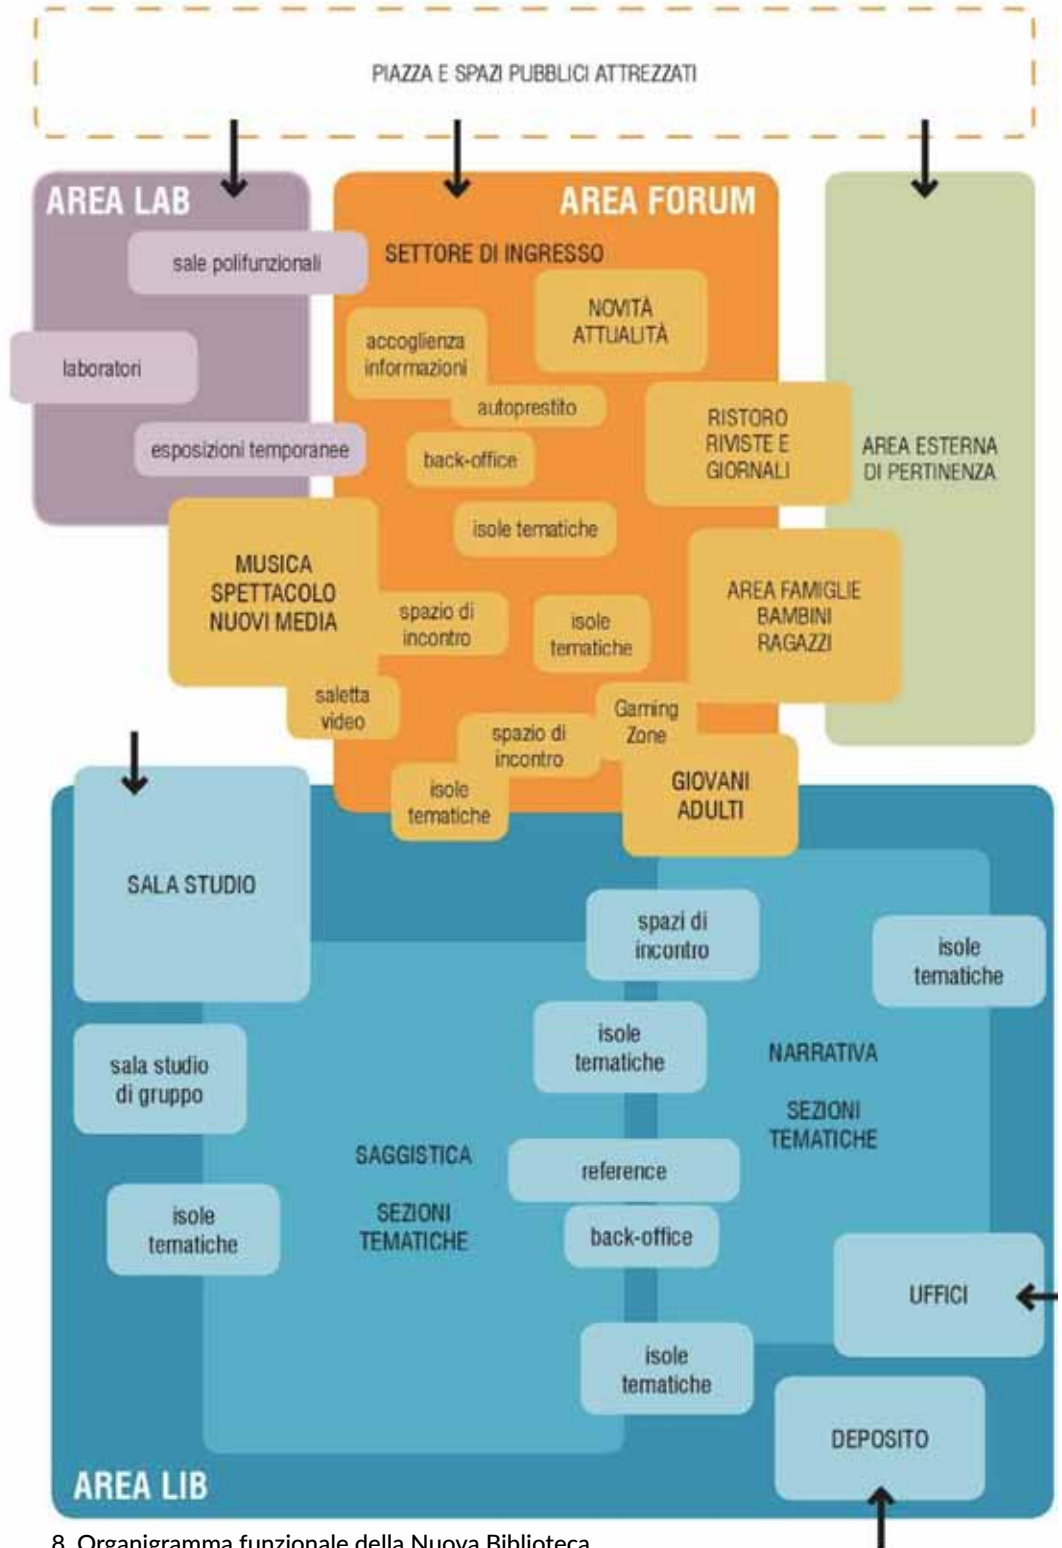 PIAZZA E SPAZI PUBBLICI ATTREZZATI
AREA LAB
sale polifunzionali
laboratori
esposizioni temporanee
AREA FORUM
SETTORE DI INGRESSO
NOVITÀ
ATTUALITÀ
accoglienza
informazioni
autoprestito
back-office
RISTORO
RIVISTE E
GIORNALI
AREA ESTERNA
DI PERTINENZA
isole tematiche
MUSICA
SPETTACOLO
NUOVI MEDIA
spazio di
incontro
isole
tematiche
AREA FAMIGLIE
BAMBINI
RAGAZZI
saletta
video
spazio di
incontro
Gaming
Zone
isole
tematiche
GIOVANI
ADULTI
SALA STUDIO
spazi di
incontro
isole
tematiche
isole
tematiche
sala studio
di gruppo
NARRATIVA
SEZIONI
TEMATICHE
SAGGISTICA
SEZIONI
TEMATICHE
reference
back-office
isole
tematiche
UFFICI
isole
tematiche
DEPOSITO
AREA LIB
8. Organigramma funzionale della Nuova Biblioteca